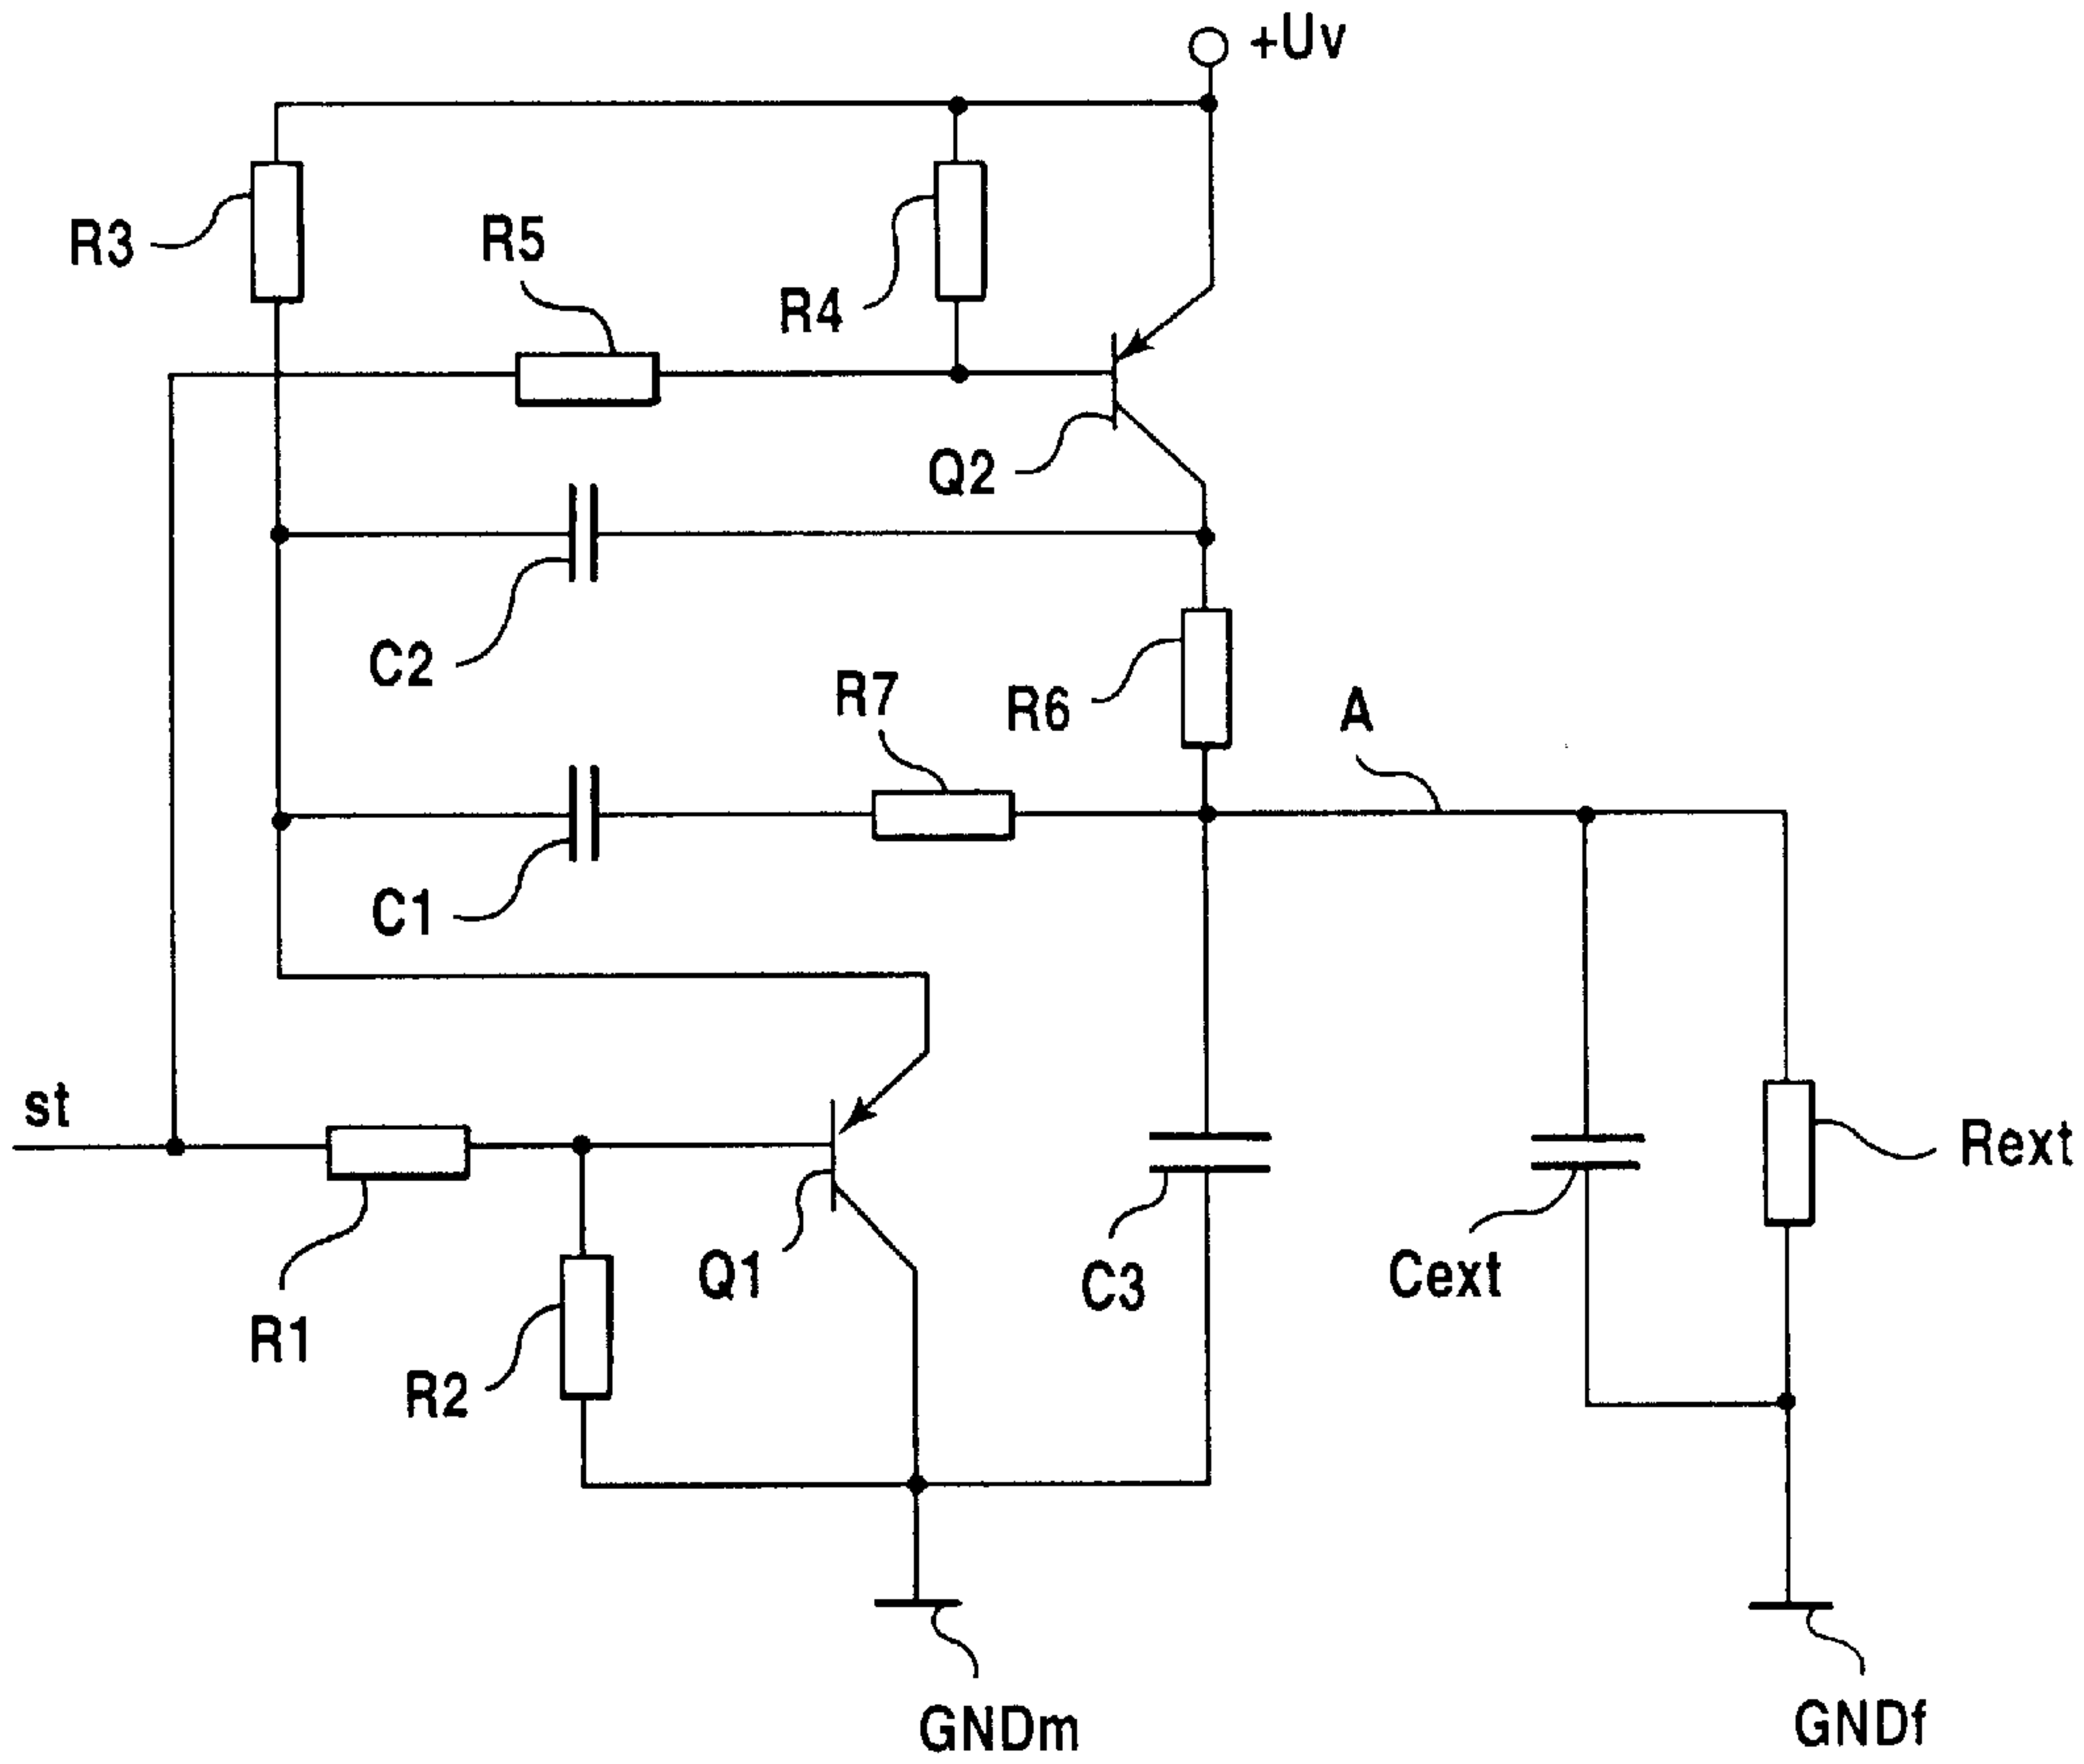 +Uv
R3
R5
R4
Q2
C2
R7
R6
A
C1
st
Rext
R1
Q1
C3
Cext
R2
GNDm
GNDf